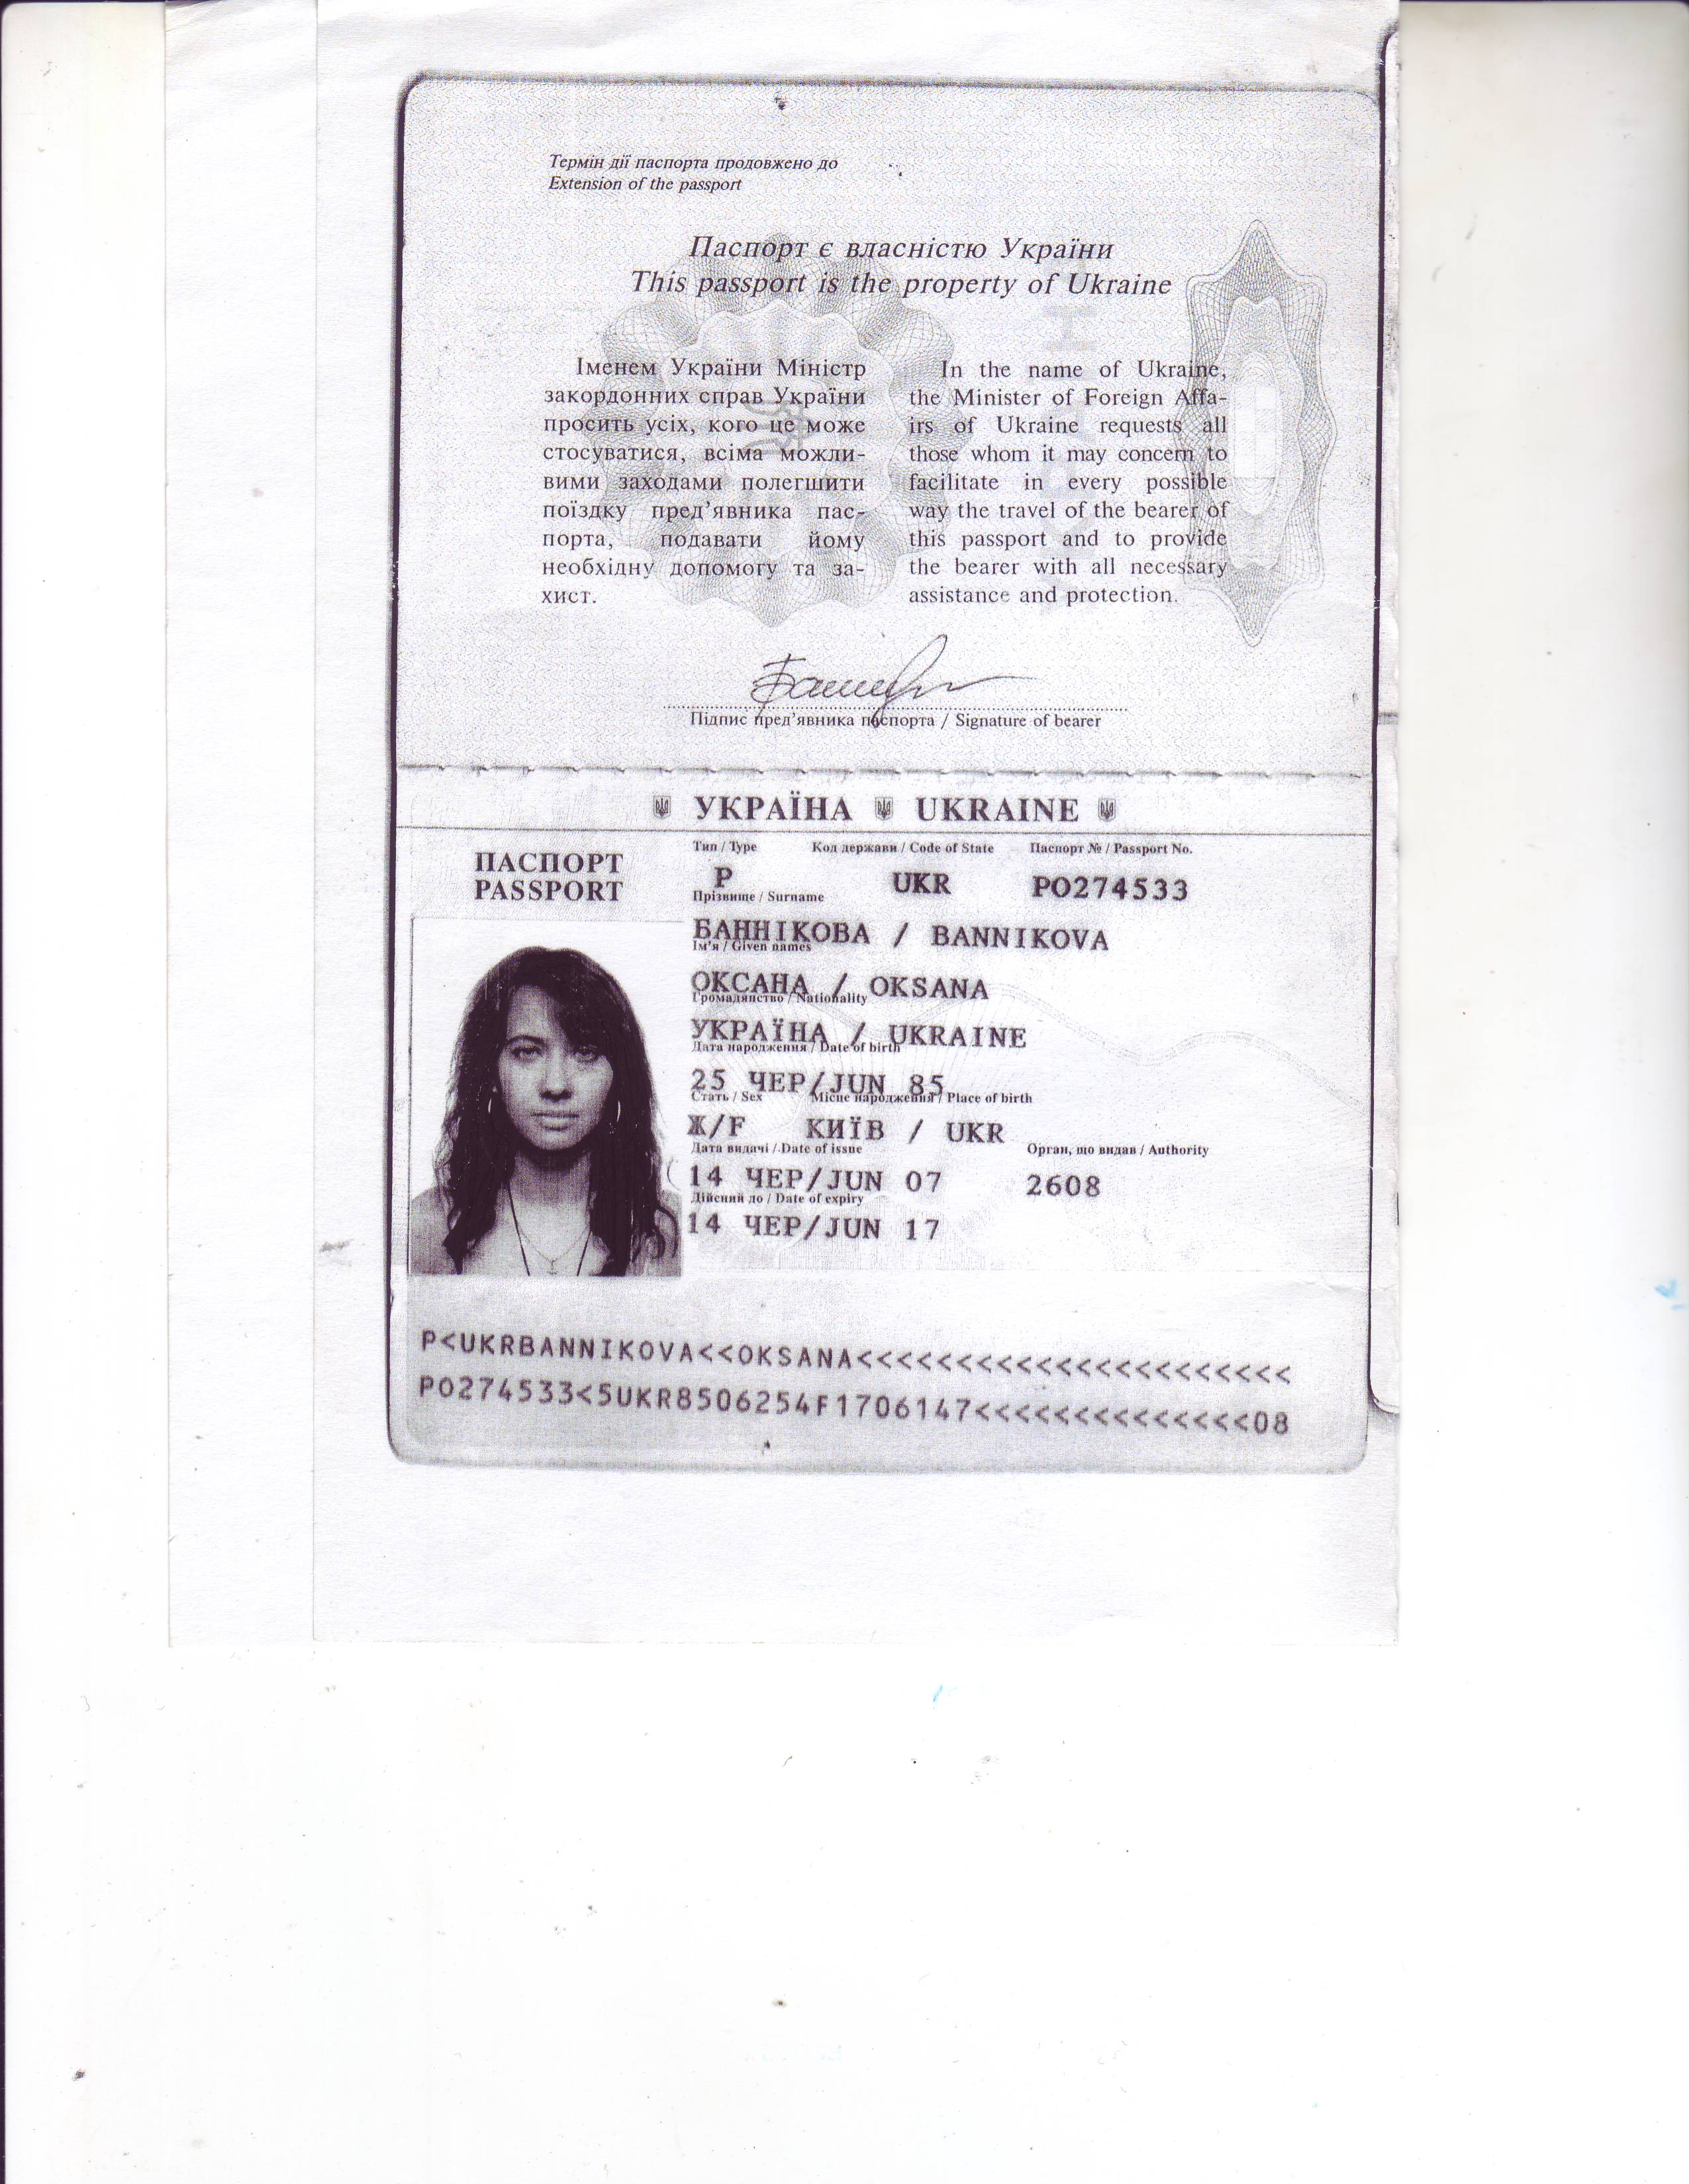 Термін дії паспорта продовжено до
Extension of the passport
Паспорт є власністю України
This passport is the property of Ukraine
Іменем України Міністр
закордонних справ України
просить усіх, кого це може
стосуватися, всіма можли-
вими заходами полегшити
поїздку пред’явника пас-
порта, подавати йому
необхідну допомогу та за-
хист.
In the name of Ukraine,
the Minister of Foreign Affa-
irs of Ukraine requests all
those whom it may concern to
facilitate in every possible
way the travel of the bearer of
this passport and to provide
the bearer with all necessary
assistance and protection.
Підпис пред’явника паспорта / Signature of bearer
УКРАЇНА UKRAINE
ПАСПОРТ
PASSPORT
Тип / Type Код держави / Code of State Паспорт № / Passport No.
P UKR PO274533
Прізвище / Surname
БАННІКОВА / BANNIKOVA
Ім’я / Given names
ОКСАНА / OKSANA
Громадянство / Nationality
УКРАЇНА / UKRAINE
Дата народження / Date of birth
25 ЧЕР/JUN 85
Стать / Sex Місце народження / Place of birth
Ж/F КИЇВ / UKR
Дата видачі / Date of issue Орган, що видав / Authority
14 ЧЕР/JUN 07 2608
Дійсний до / Date of expiry
14 ЧЕР/JUN 17
P<UKRBANNIKOVA<<OKSANA<<<<<<<<<<<<<<<<<<<<<<
PO274533<5UKR8506254F1706147<<<<<<<<<<<<<<08